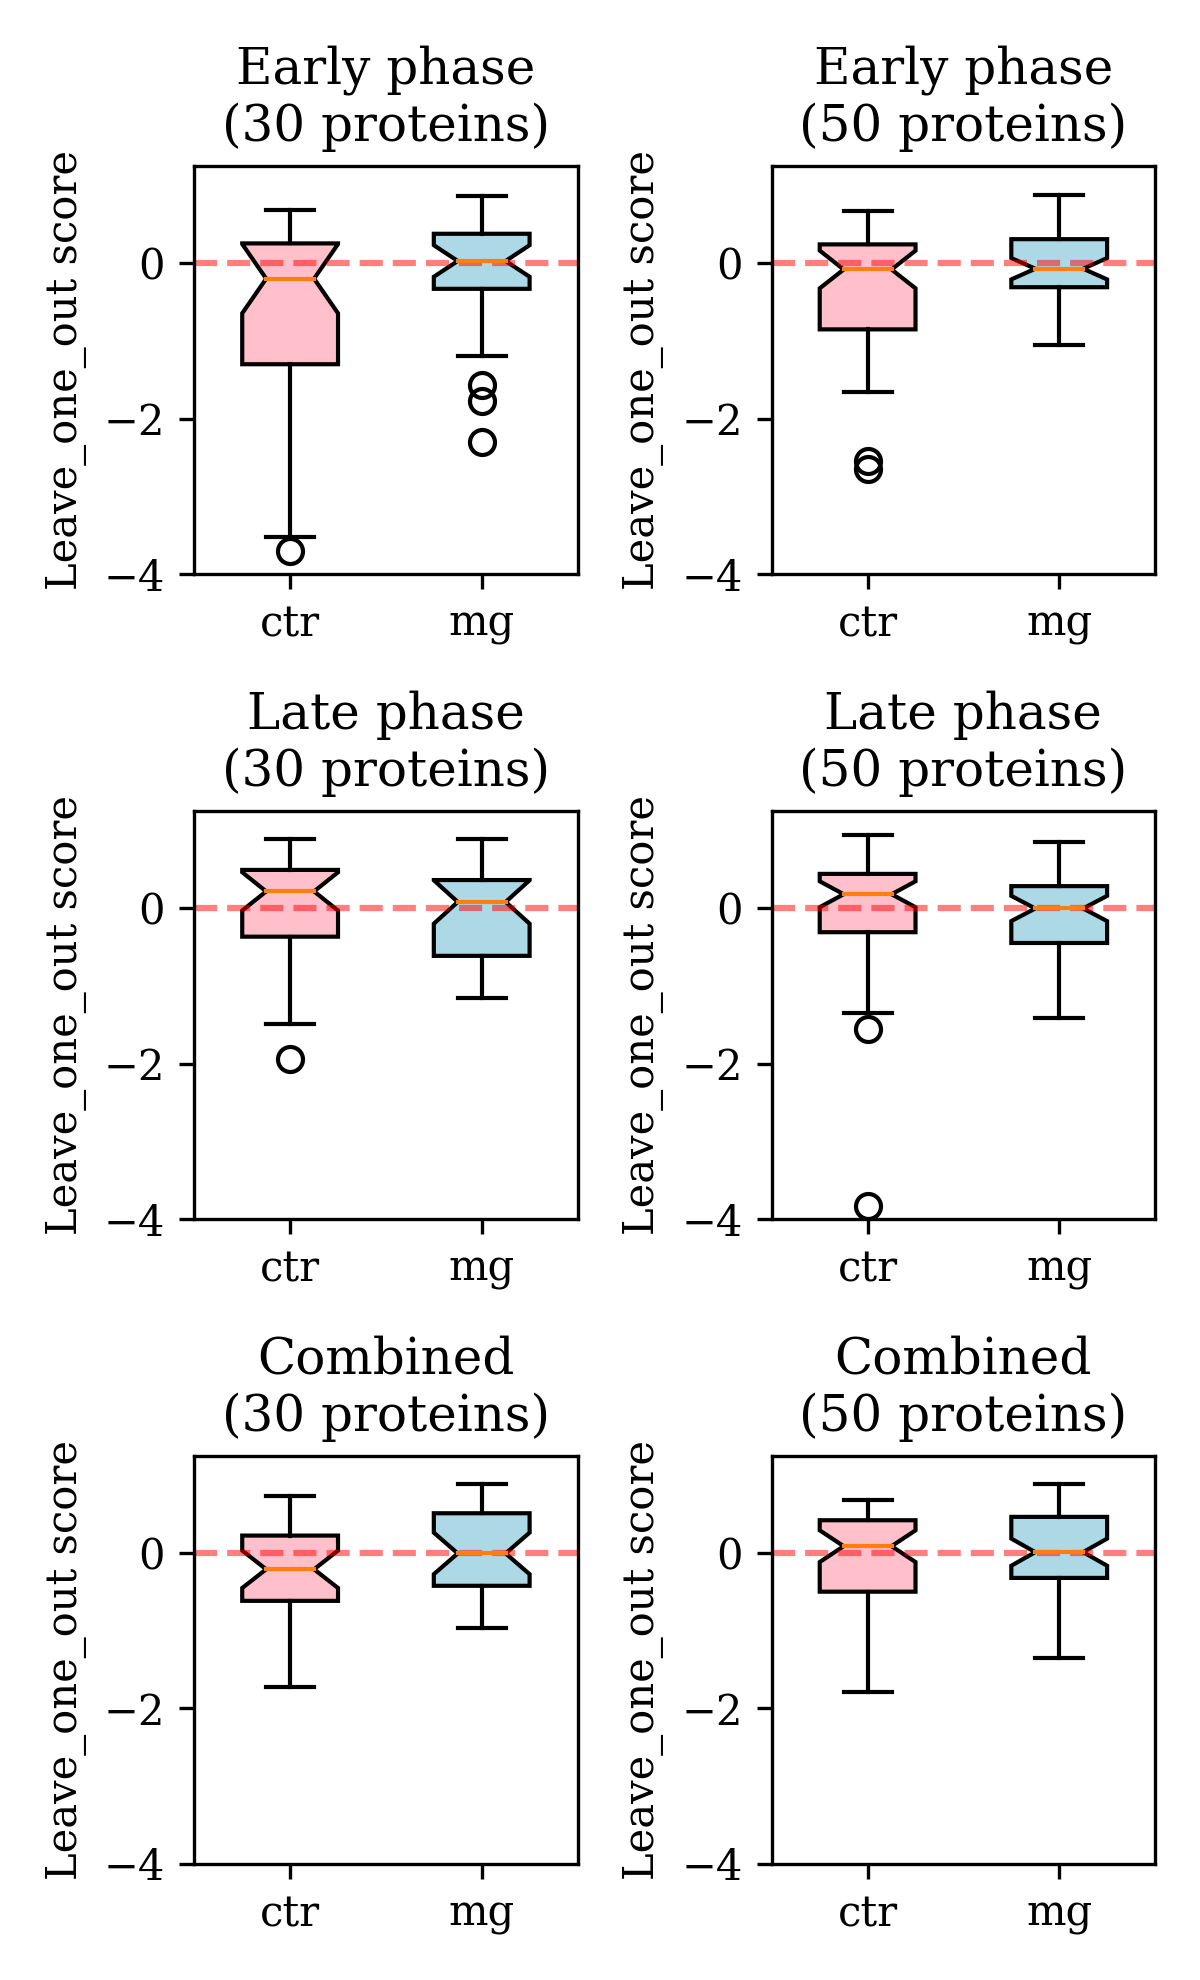 Early phase
(30 proteins)
Leave_one_out score
0
−2
−4
ctr
mg
Early phase
(50 proteins)
Leave_one_out score
0
−2
−4
ctr
mg
Late phase
(30 proteins)
Leave_one_out score
0
−2
−4
ctr
mg
Late phase
(50 proteins)
Leave_one_out score
0
−2
−4
ctr
mg
Combined
(30 proteins)
Leave_one_out score
0
−2
−4
ctr
mg
Combined
(50 proteins)
Leave_one_out score
0
−2
−4
ctr
mg